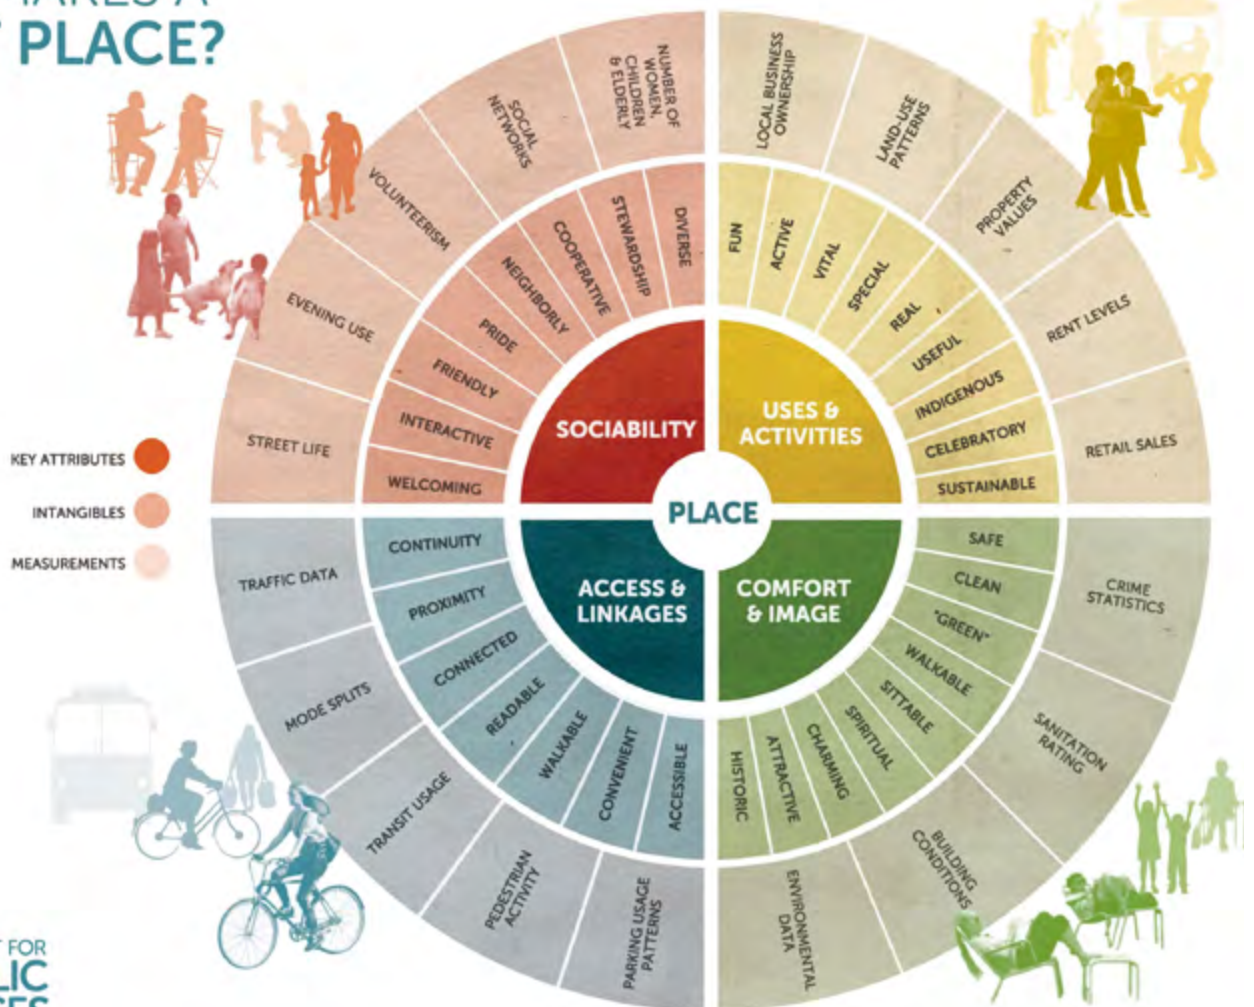 PLACE?
NUMBER OF
WOMEN,
CHILDREN
& ELDERLY
SOCIAL
NETWORKS
VOLUNTEERISM
EVENING USE
STREET LIFE
LOCAL BUSINESS
OWNERSHIP
LAND-USE
PATTERNS
PROPERTY
VALUES
RENT LEVELS
RETAIL SALES
DIVERSE
STEWARDSHIP
COOPERATIVE
NEIGHBORLY
PRIDE
FRIENDLY
INTERACTIVE
WELCOMING
FUN
ACTIVE
VITAL
SPECIAL
REAL
USEFUL
INDIGENOUS
CELEBRATORY
SUSTAINABLE
SOCIABILITY
USES &
ACTIVITIES
PLACE
ACCESS &
LINKAGES
COMFORT
& IMAGE
KEY ATTRIBUTES
INTANGIBLES
MEASUREMENTS
CONTINUITY
PROXIMITY
CONNECTED
READABLE
WALKABLE
CONVENIENT
ACCESSIBLE
SAFE
CLEAN
"GREEN"
WALKABLE
SITTABLE
SPIRITUAL
CHARMING
ATTRACTIVE
HISTORIC
TRAFFIC DATA
MODE SPLITS
TRANSIT USAGE
PEDESTRIAN
ACTIVITY
PARKING USAGE
PATTERNS
CRIME
STATISTICS
SANITATION
RATING
BUILDING
CONDITIONS
ENVIRONMENTAL
DATA
FOR